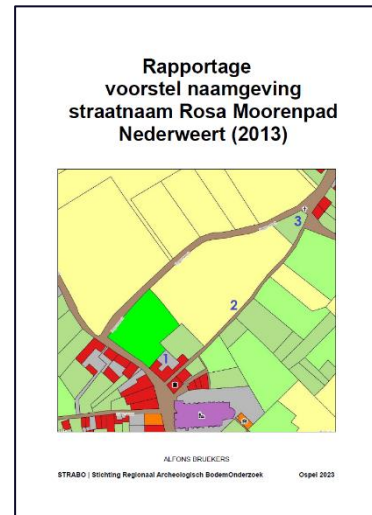 Rapportage
voorstel naamgeving
straatnaam Rosa Moorenpad
Nederweert (2013)
3
2
1
ALFONS BRUEKERS
STRABO | Stichting Regionaal Archeologisch BodemOnderzoek Ospel 2023